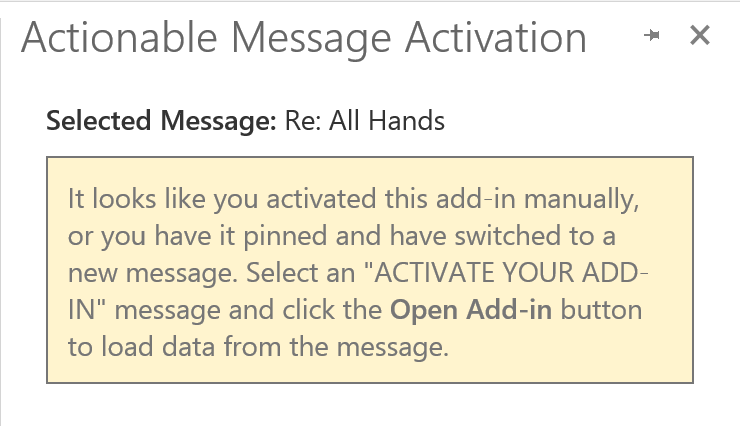 Actionable Message Activation
Selected Message: Re: All Hands
It looks like you activated this add-in manually,
or you have it pinned and have switched to a
new message. Select an "ACTIVATE YOUR ADD-
IN" message and click the Open Add-in button
to load data from the message.